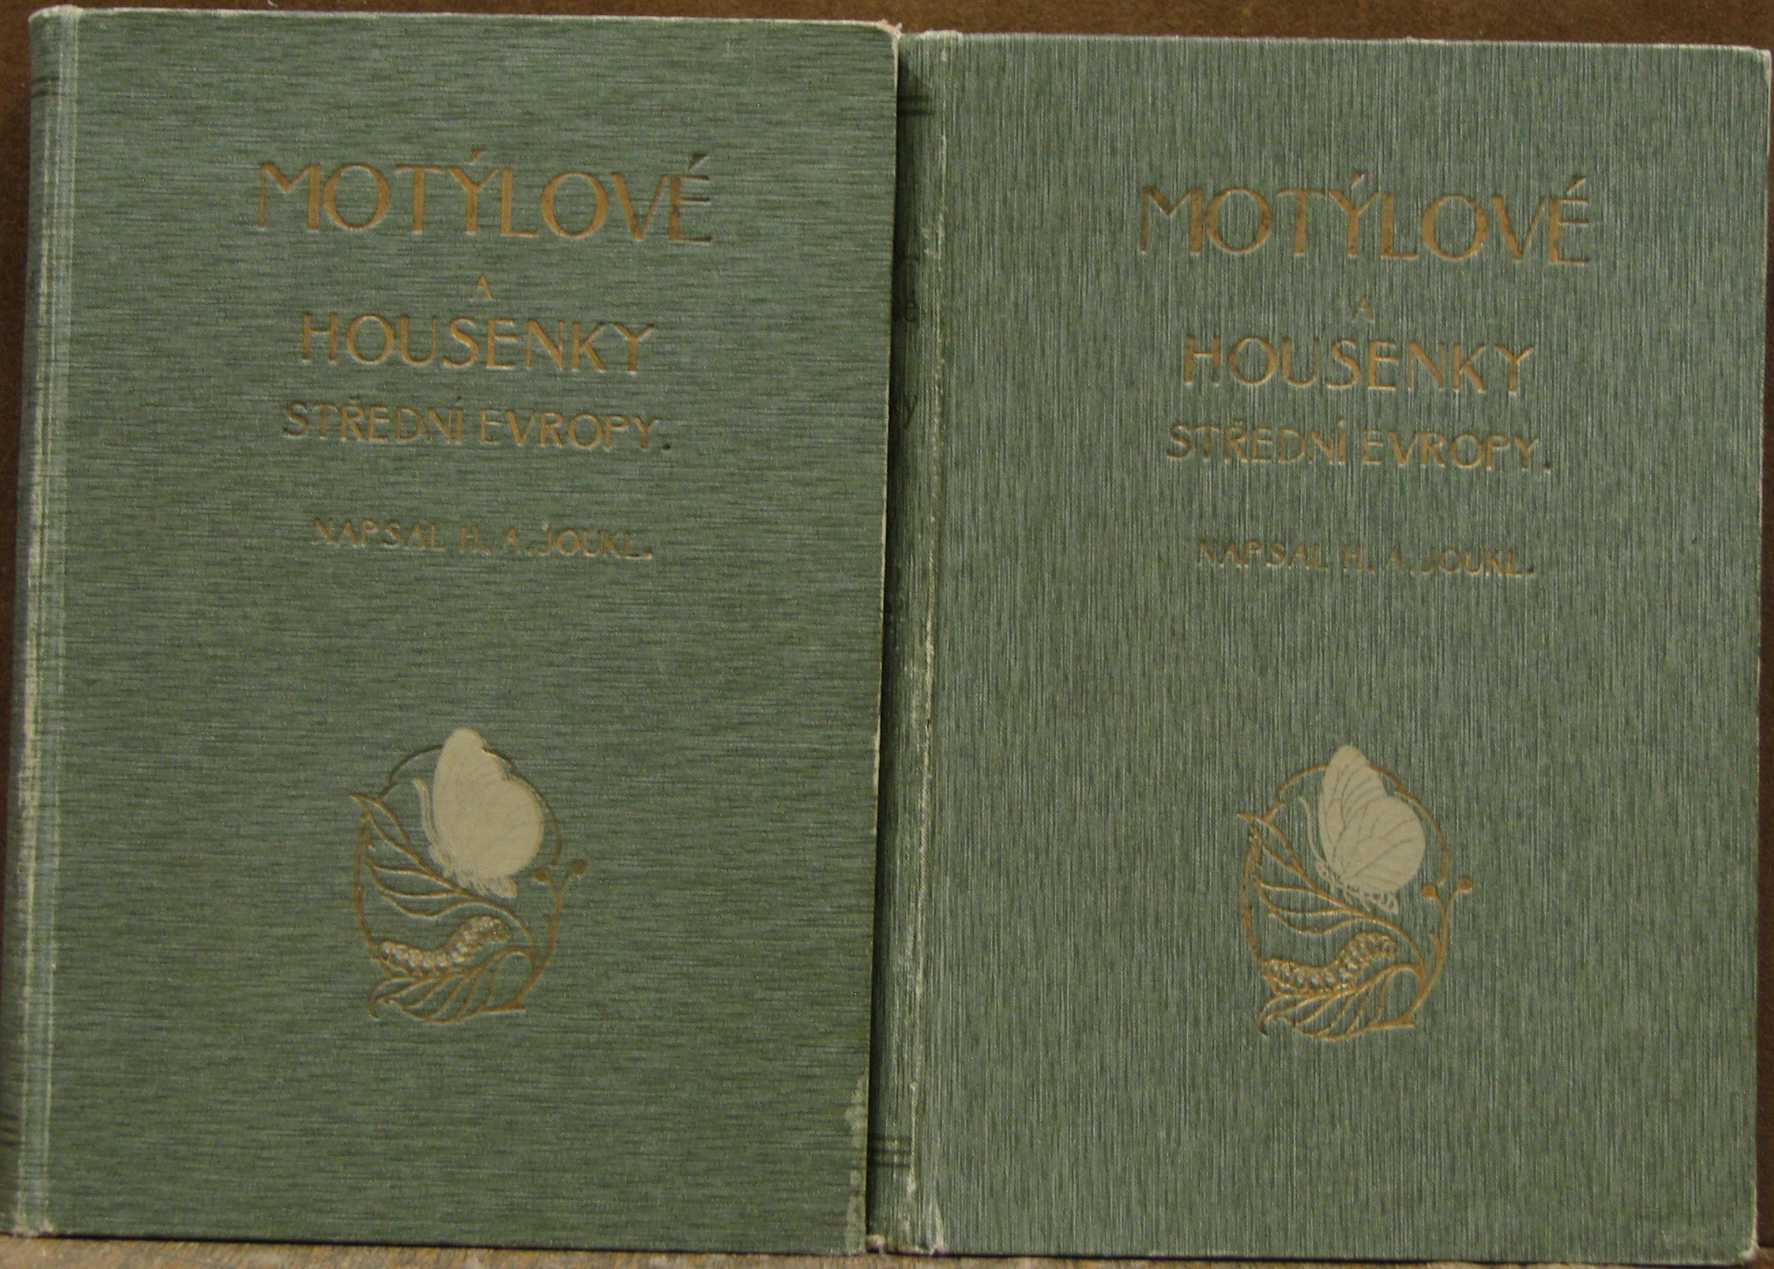 MOTÝLOVÉ
A
HOUSENKY
STŘEDNÍ EVROPY.
NAPSAL H. A. JOUKL.
MOTÝLOVÉ
A
HOUSENKY
STŘEDNÍ EVROPY.
NAPSAL H. A. JOUKL.